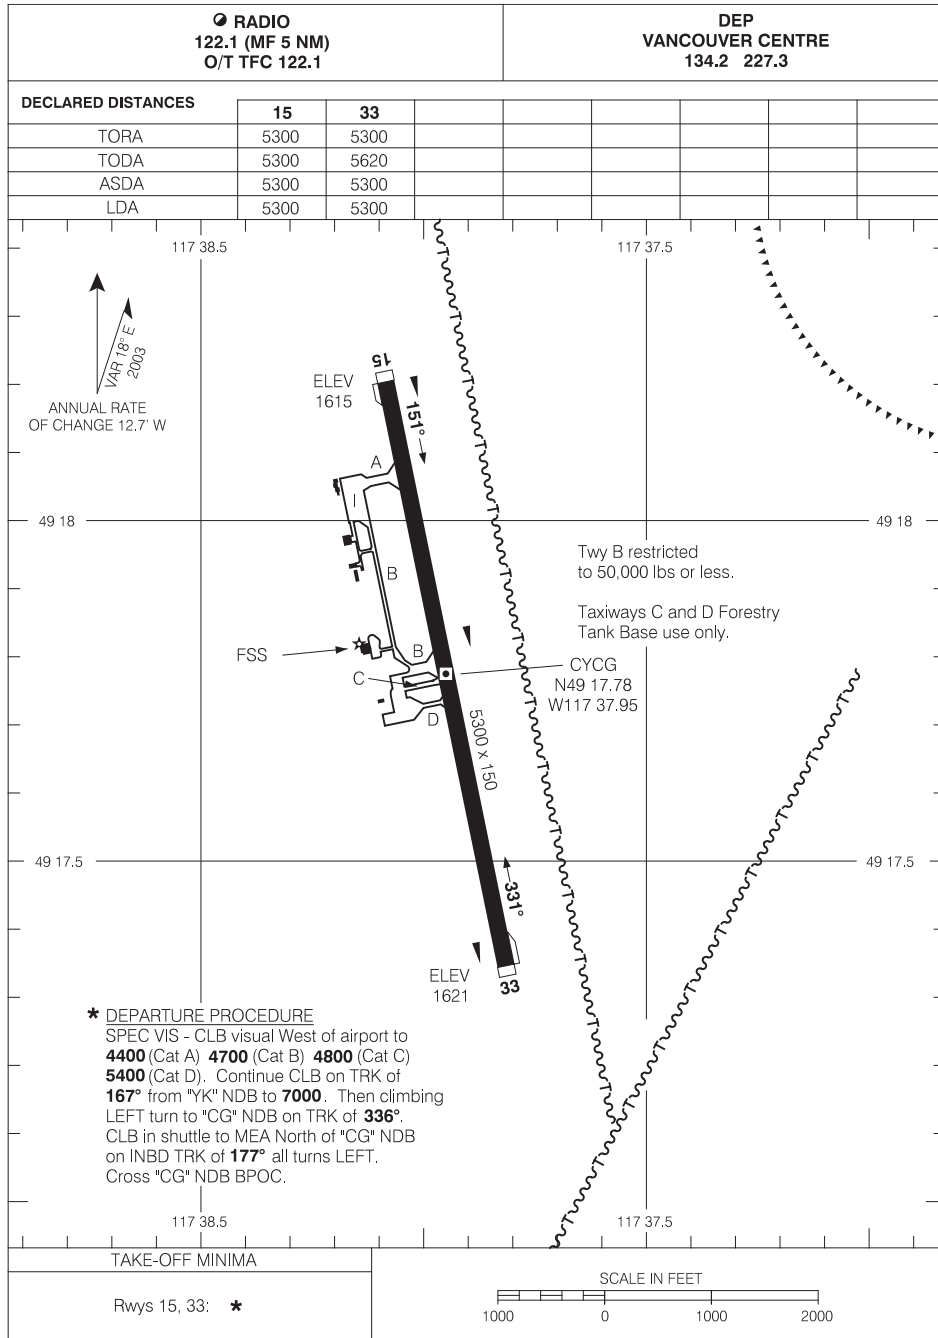 RADIO
122.1 (MF 5 NM)
O/T TFC 122.1
DEP
VANCOUVER CENTRE
134.2 227.3
DECLARED DISTANCES
15 33
TORA 5300 5300
TODA 5300 5620
ASDA 5300 5300
LDA 5300 5300
117 38.5
117 37.5
VAR 18° E
2003
ANNUAL RATE
OF CHANGE 12.7' W
15
ELEV
1615
151°
A
I
49 18
49 18
B
Twy B restricted
to 50,000 lbs or less.
Taxiways C and D Forestry
Tank Base use only.
FSS
B
C
CYCG
N49 17.78
W117 37.95
D
5300 x 150
49 17.5
49 17.5
331°
ELEV
1621
33
* DEPARTURE PROCEDURE
SPEC VIS - CLB visual West of airport to
4400 (Cat A) 4700 (Cat B) 4800 (Cat C)
5400 (Cat D). Continue CLB on TRK of
167° from "YK" NDB to 7000. Then climbing
LEFT turn to "CG" NDB on TRK of 336°.
CLB in shuttle to MEA North of "CG" NDB
on INBD TRK of 177° all turns LEFT.
Cross "CG" NDB BPOC.
117 38.5
117 37.5
TAKE-OFF MINIMA
Rwys 15, 33: *
SCALE IN FEET
1000 0 1000 2000